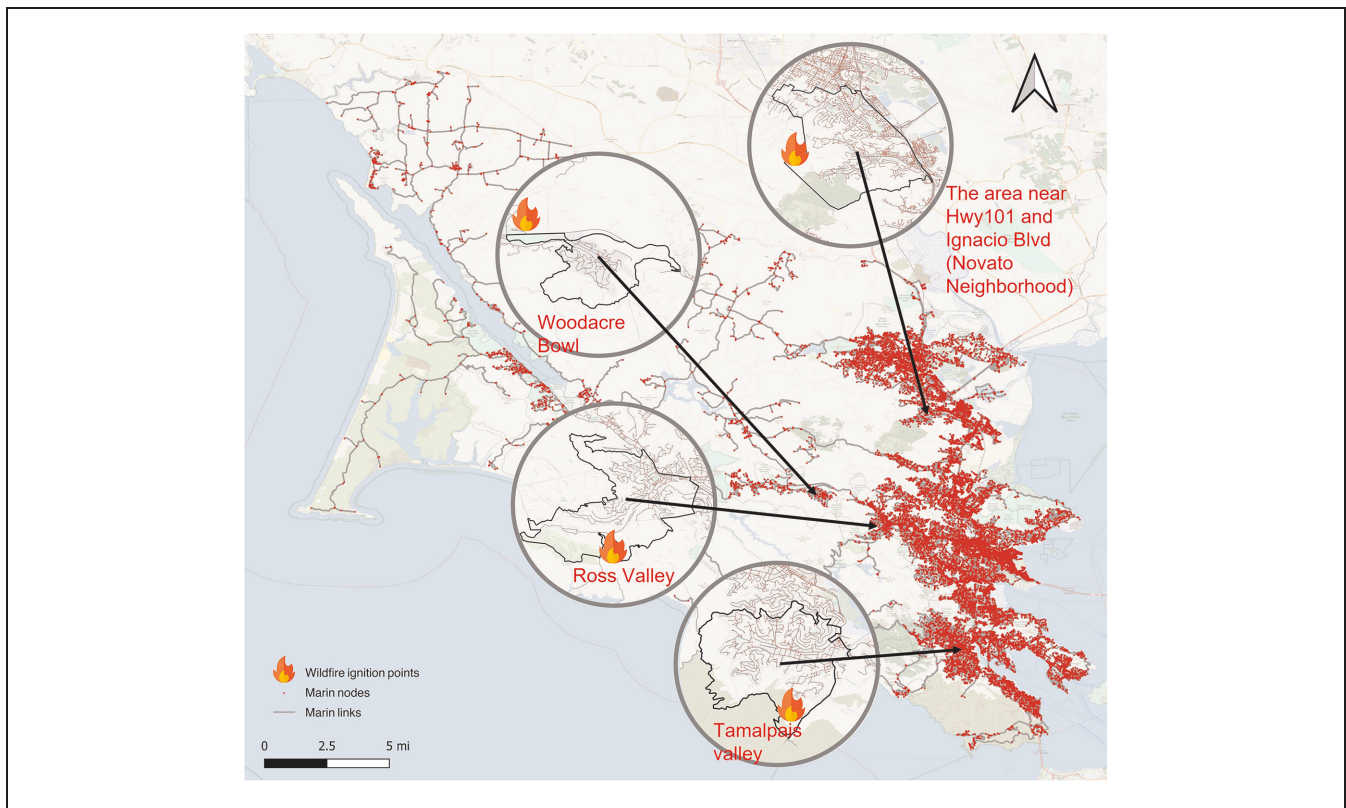 The area near
Hwy101 and
Ignacio Blvd
(Novato
Neighborhood)
Woodacre
Bowl
Ross Valley
Tamalpais
valley
Wildfire ignition points
Marin nodes
Marin links
0 2.5 5 mi